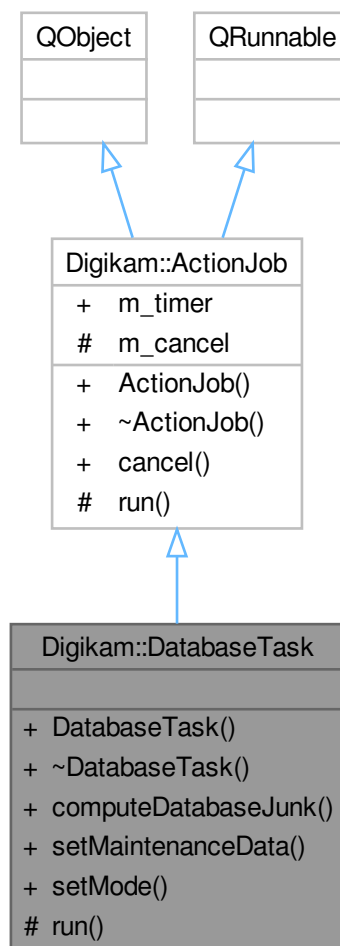 QObject
QRunnable
Digikam::ActionJob
+ m_timer
# m_cancel
+ ActionJob()
+ ~ActionJob()
+ cancel()
# run()
Digikam::DatabaseTask
+ DatabaseTask()
+ ~DatabaseTask()
+ computeDatabaseJunk()
+ setMaintenanceData()
+ setMode()
# run()